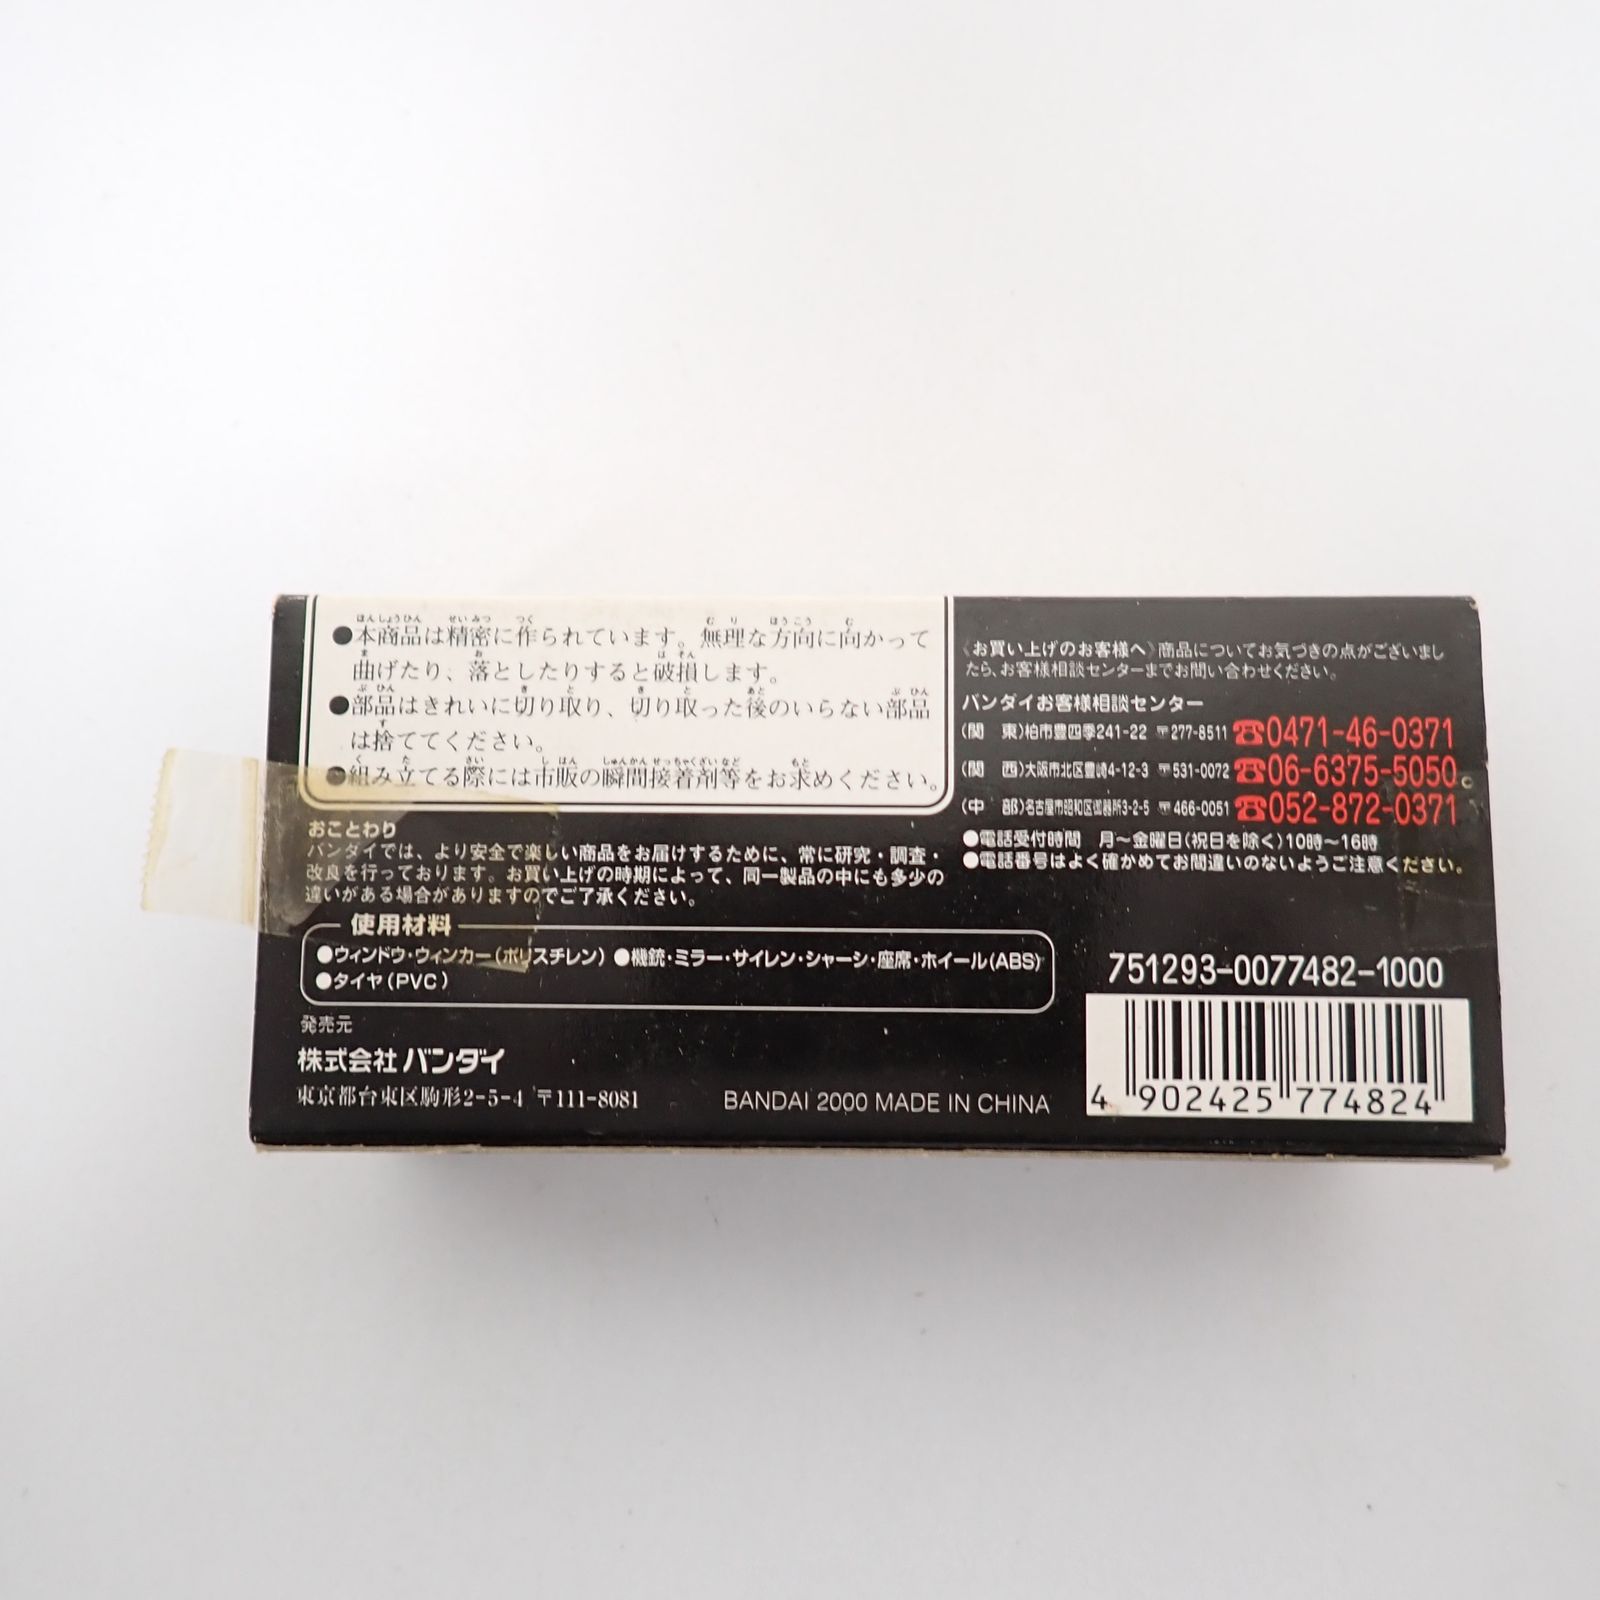 ●本商品は精密に作られています。無理な方向に向かって
曲げたり、落としたりすると破損します。
●部品はきれいに切り取り、切り取った後のいらない部品
は捨ててください。
●組み立てる際には市販の瞬間接着剤等をお求めください。
おことわり
バンダイでは、より安全で楽しい商品をお届けするために、常に研究・調査・
改良を行っております。お買い上げの時期によって、同一製品の中にも多少の
違いがある場合がありますのでご了承ください。
使用材料
●ウィンドウ・ウィンカー(ポリスチレン) ●機銃・ミラー・サイレン・シャーシ・座席・ホイール(ABS)
●タイヤ(PVC)
発売元
株式会社バンダイ
東京都台東区駒形2-5-4 〒111-8081
BANDAI 2000 MADE IN CHINA
《お買い上げのお客様へ》商品についてお気づきの点がございまし
たら、お客様相談センターまでお問い合わせください。
バンダイお客様相談センター
(関 東)柏市豊四季241-22 〒277-8511 ☎0471-46-0371
(関 西)大阪市北区豊崎4-12-3 〒531-0072 ☎06-6375-5050
(中 部)名古屋市昭和区御器所3-2-5 〒466-0051 ☎052-872-0371
●電話受付時間 月～金曜日(祝日を除く)10時～16時
●電話番号はよく確かめてお間違いのないようご注意ください。
751293-0077482-1000
4 902425 774824